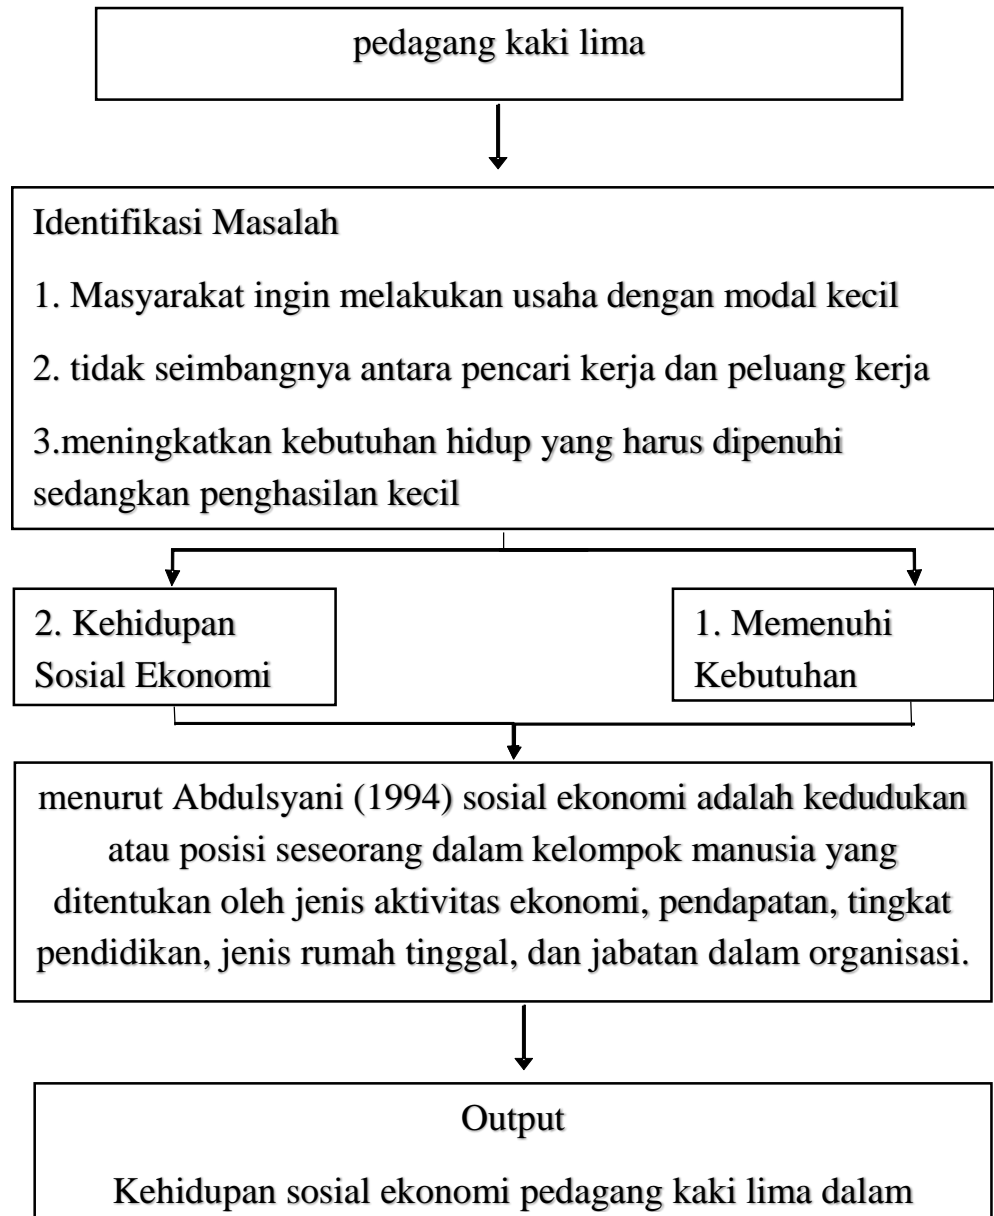 pedagang kaki lima
Identifikasi Masalah
1. Masyarakat ingin melakukan usaha dengan modal kecil
2. tidak seimbangnya antara pencari kerja dan peluang kerja
3.meningkatkan kebutuhan hidup yang harus dipenuhi
sedangkan penghasilan kecil
2. Kehidupan
Sosial Ekonomi
1. Memenuhi
Kebutuhan
menurut Abdulsyani (1994) sosial ekonomi adalah kedudukan
atau posisi seseorang dalam kelompok manusia yang
ditentukan oleh jenis aktivitas ekonomi, pendapatan, tingkat
pendidikan, jenis rumah tinggal, dan jabatan dalam organisasi.
Output
Kehidupan sosial ekonomi pedagang kaki lima dalam